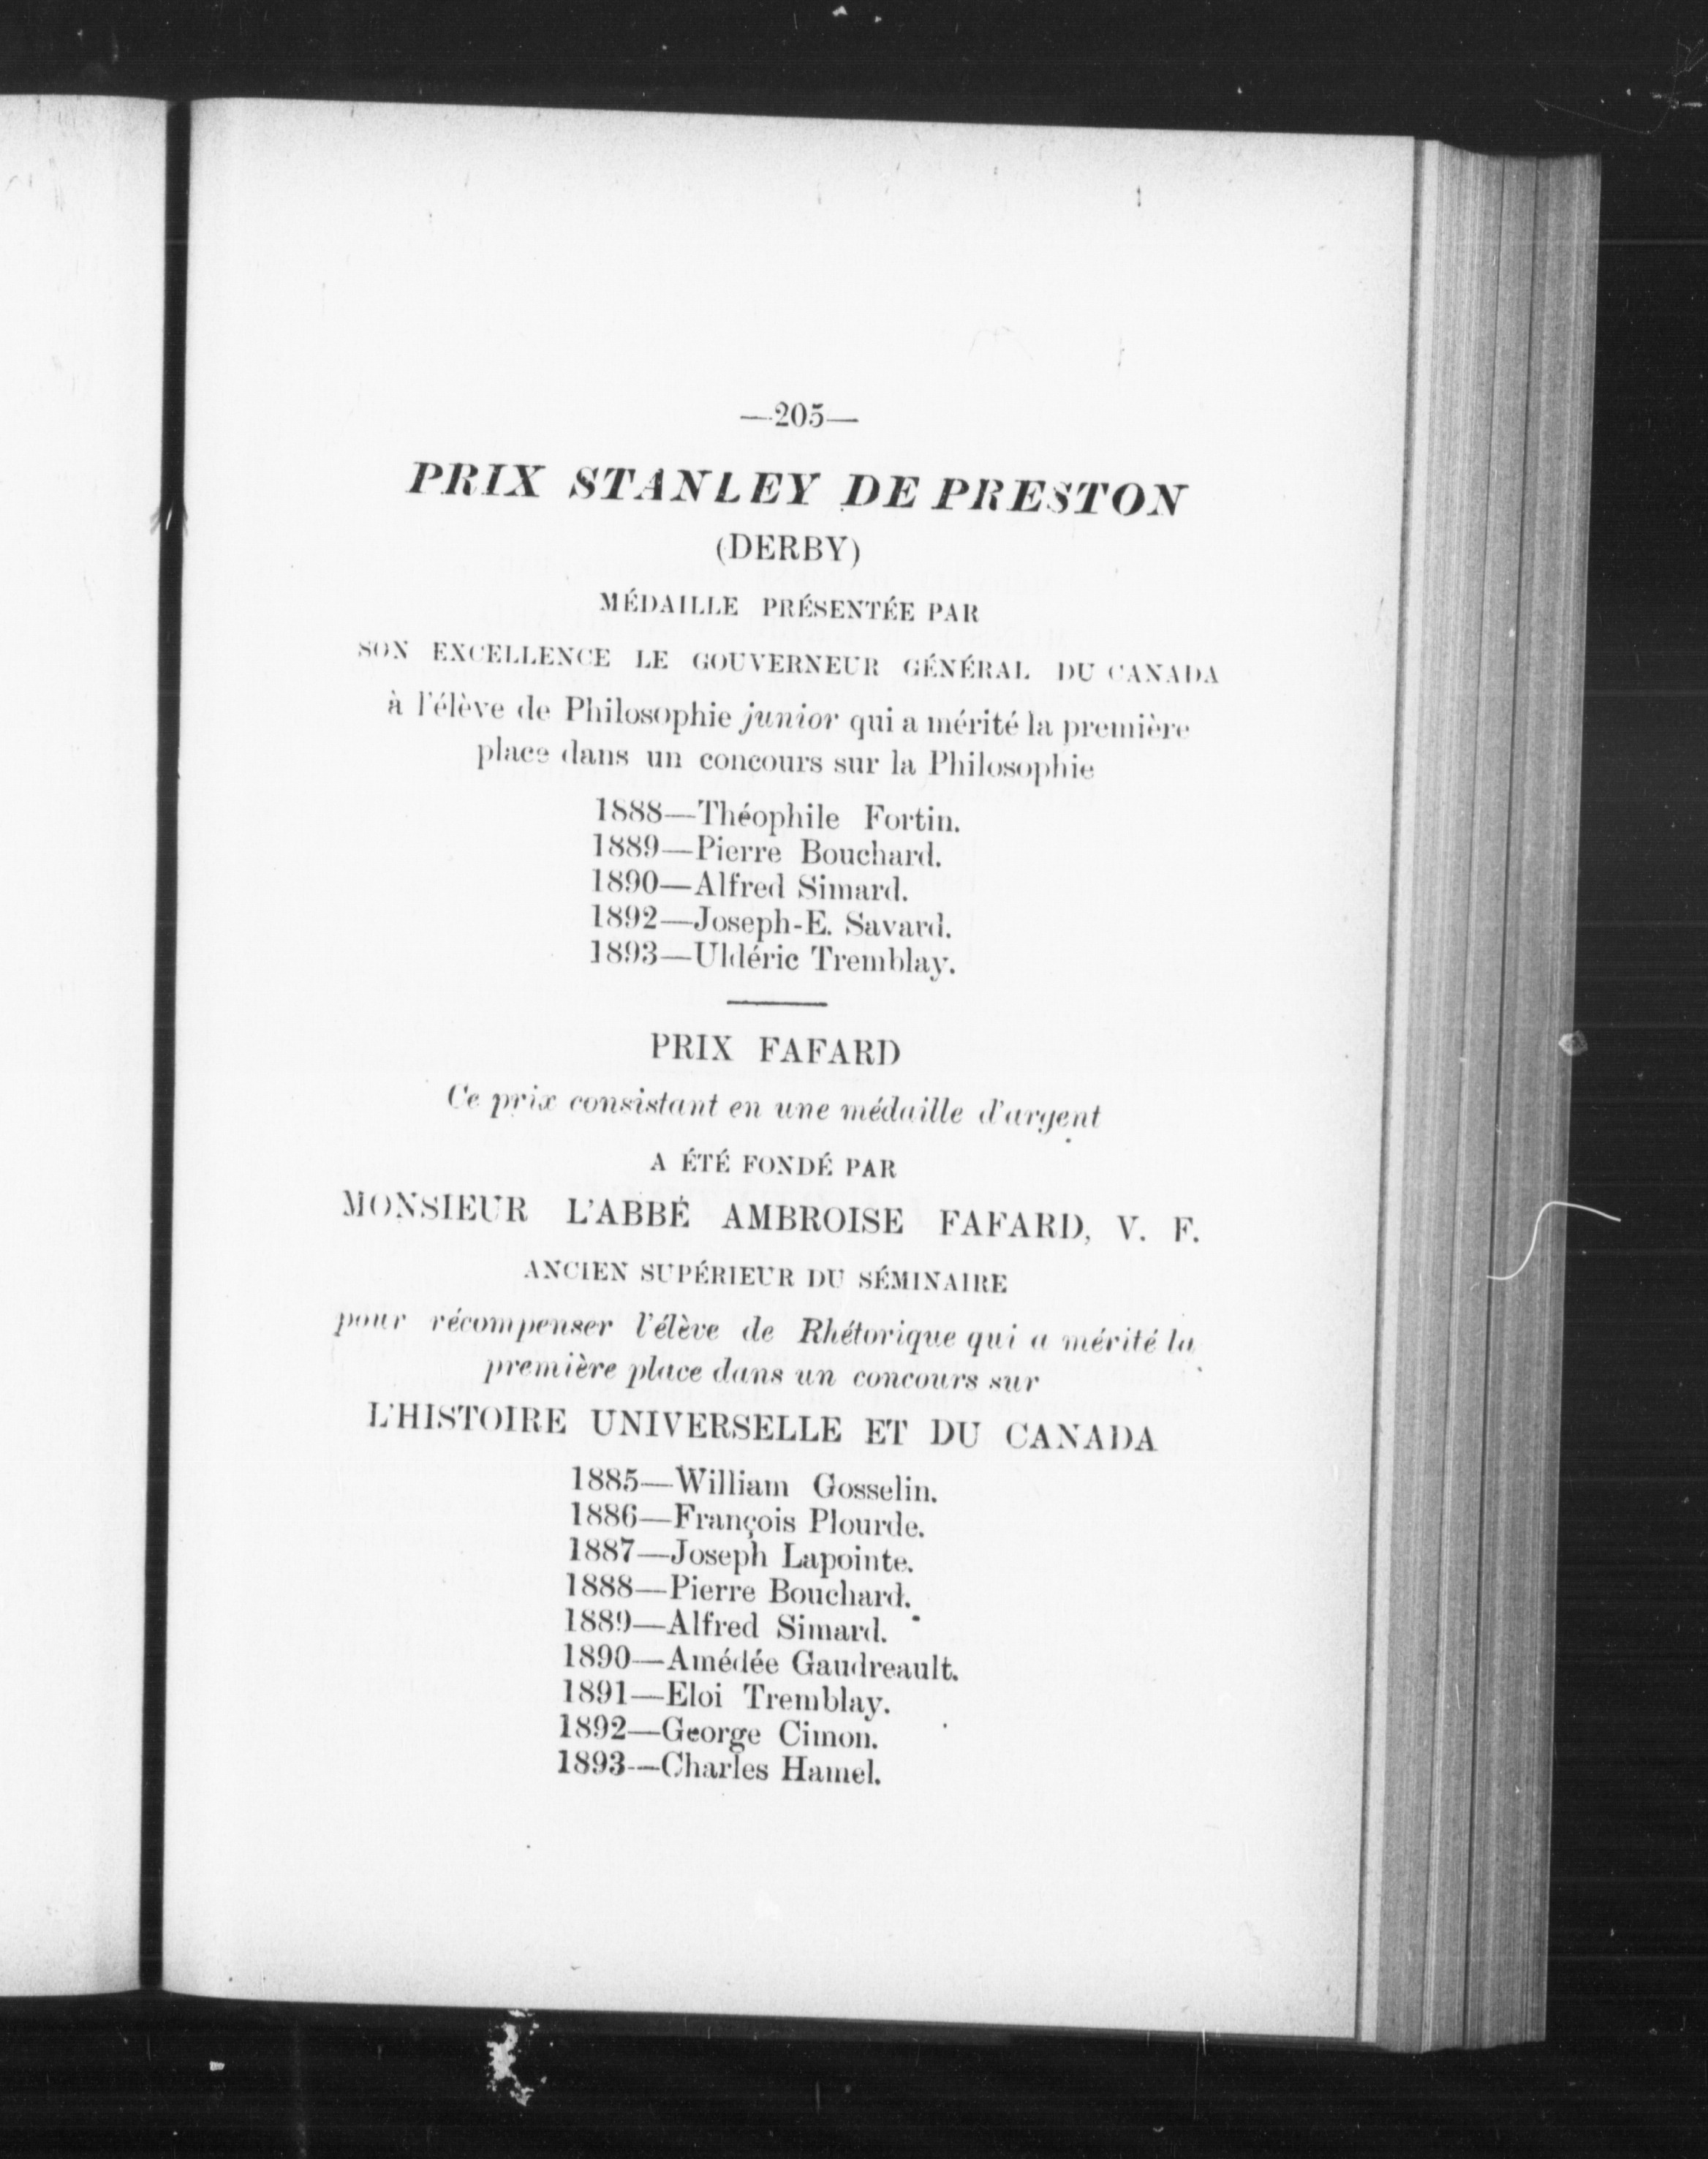 —205—
PRIX STANLEY DE PRESTON
(DERBY)
MÉDAILLE PRÉSENTÉE PAR
SON EXCELLENCE LE GOUVERNEUR GÉNÉRAL DU CANADA
à l'élève de Philosophie junior qui a mérité la première
place dans un concours sur la Philosophie
1888—Théophile Fortin.
1889—Pierre Bouchard.
1890—Alfred Simard.
1892—Joseph-E. Savard.
1893—Uldéric Tremblay.
PRIX FAFARD
Ce prix consistant en une médaille d'argent
A ÉTÉ FONDÉ PAR
MONSIEUR L'ABBÉ AMBROISE FAFARD, V. F.
ANCIEN SUPÉRIEUR DU SÉMINAIRE
pour récompenser l'élève de Rhétorique qui a mérité la
première place dans un concours sur
L'HISTOIRE UNIVERSELLE ET DU CANADA
1885—William Gosselin.
1886—François Plourde.
1887—Joseph Lapointe.
1888—Pierre Bouchard.
1889—Alfred Simard.
1890—Amédée Gaudreault.
1891—Eloi Tremblay.
1892—George Cimon.
1893—Charles Hamel.